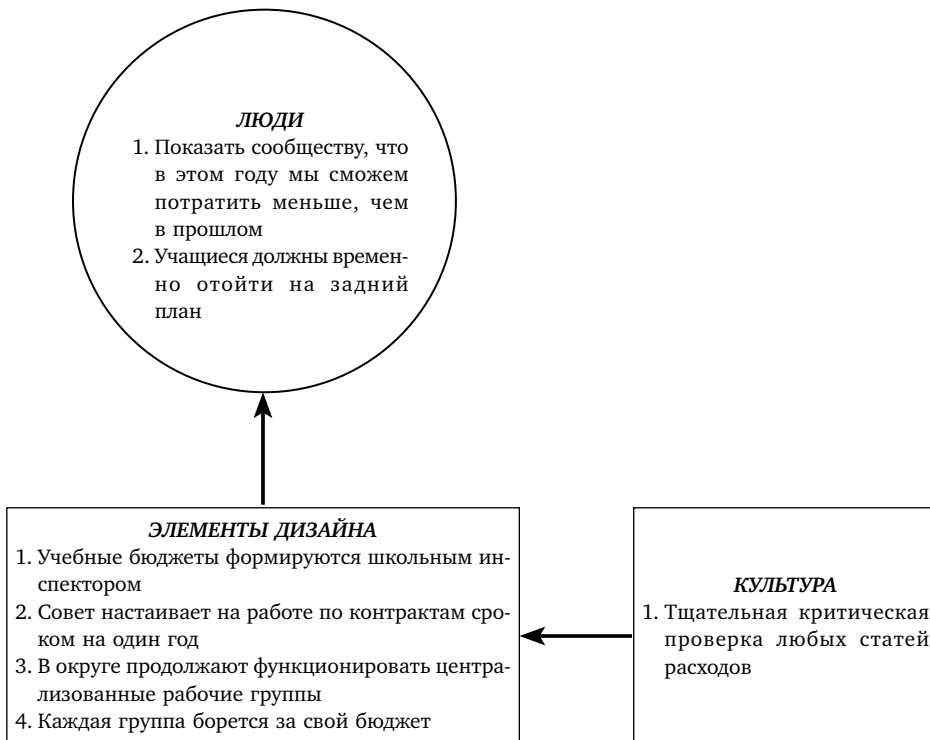 ЛЮДИ
1. Показать сообществу, что
в этом году мы сможем
потратить меньше, чем
в прошлом
2. Учащиеся должны времен-
но отойти на задний
план
ЭЛЕМЕНТЫ ДИЗАЙНА
1. Учебные бюджеты формируются школьным ин-
спектором
2. Совет настаивает на работе по контрактам сро-
ком на один год
3. В округе продолжают функционировать центра-
лизованные рабочие группы
4. Каждая группа борется за свой бюджет
КУЛЬТУРА
1. Тщательная критическая
проверка любых статей
расходов